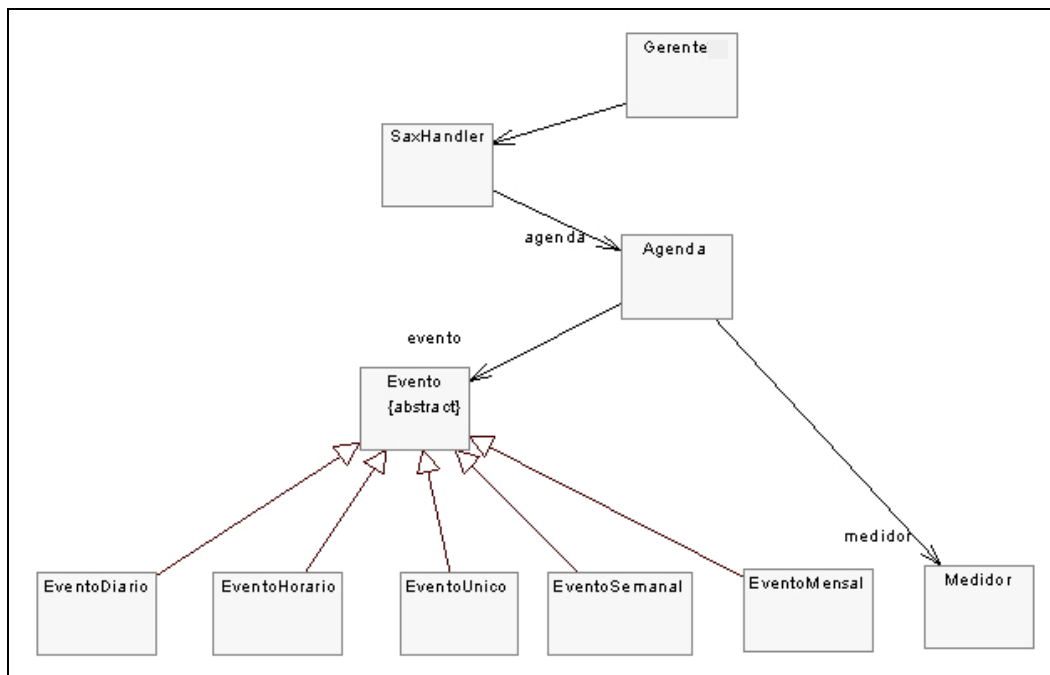 Gerente
SaxHandler
agenda
Agenda
evento
Evento
{abstract}
medidor
EventoDiario
EventoHorario
EventoUnico
EventoSemanal
EventoMensal
Medidor